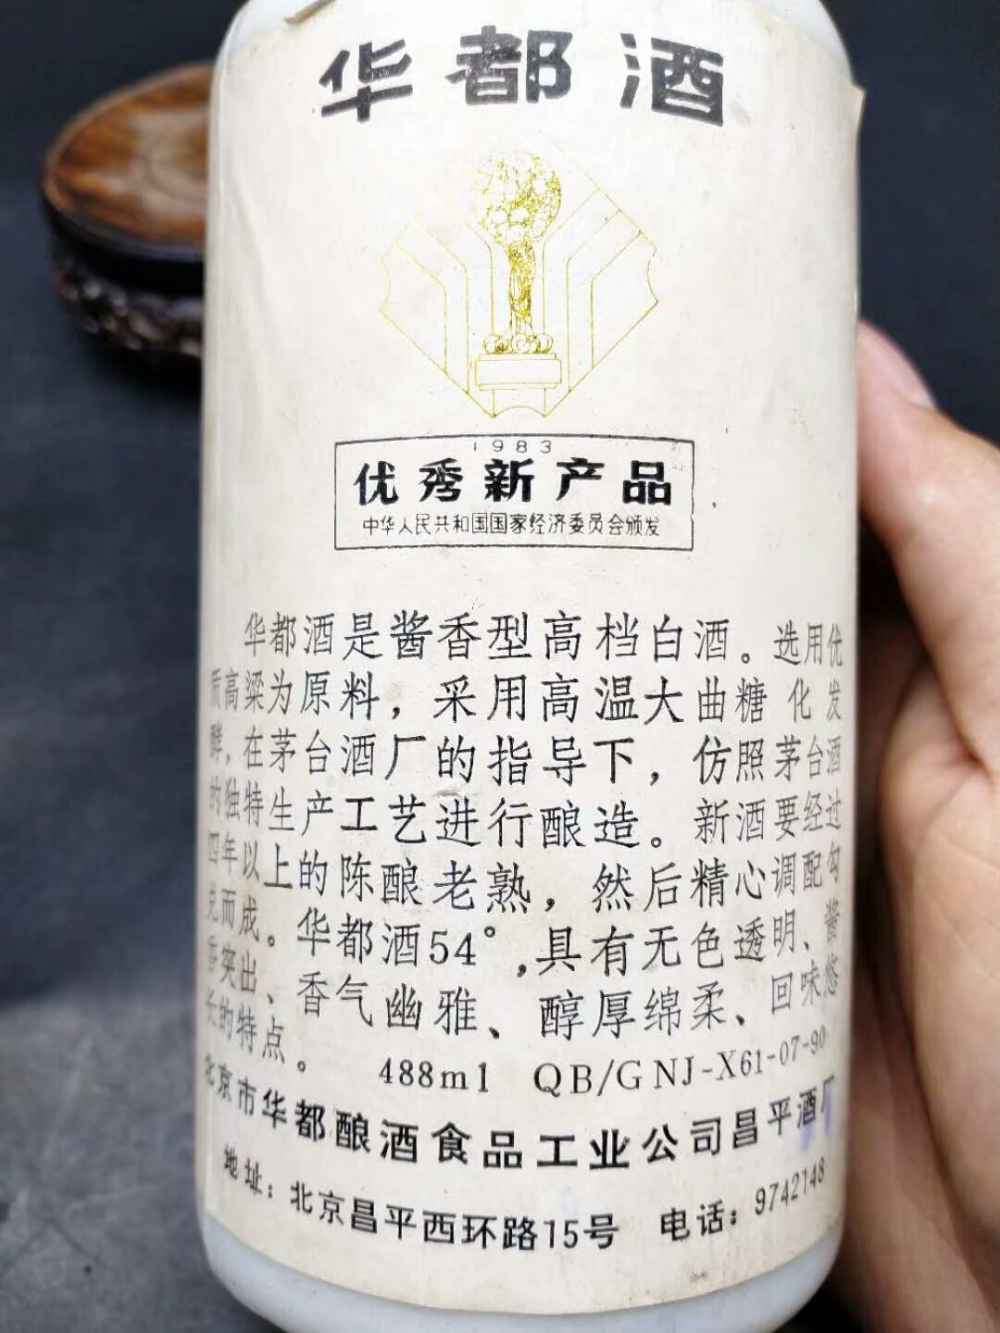 华都酒
1983
优秀新产品
中华人民共和国国家经济委员会颁发
华都酒是酱香型高档白酒。选用优
质高粱为原料，采用高温大曲糖化发
酵，在茅台酒厂的指导下，仿照茅台酒
的独特生产工艺进行酿造。新酒要经过
四年以上的陈酿老熟，然后精心调配勾
兑而成。华都酒54°，具有无色透明、酱
香突出、香气幽雅、醇厚绵柔、回味悠
长的特点。 488ml QB/GNJ-X61-07-90
北京市华都酿酒食品工业公司昌平酒厂
地址：北京昌平西环路15号 电话：9742148